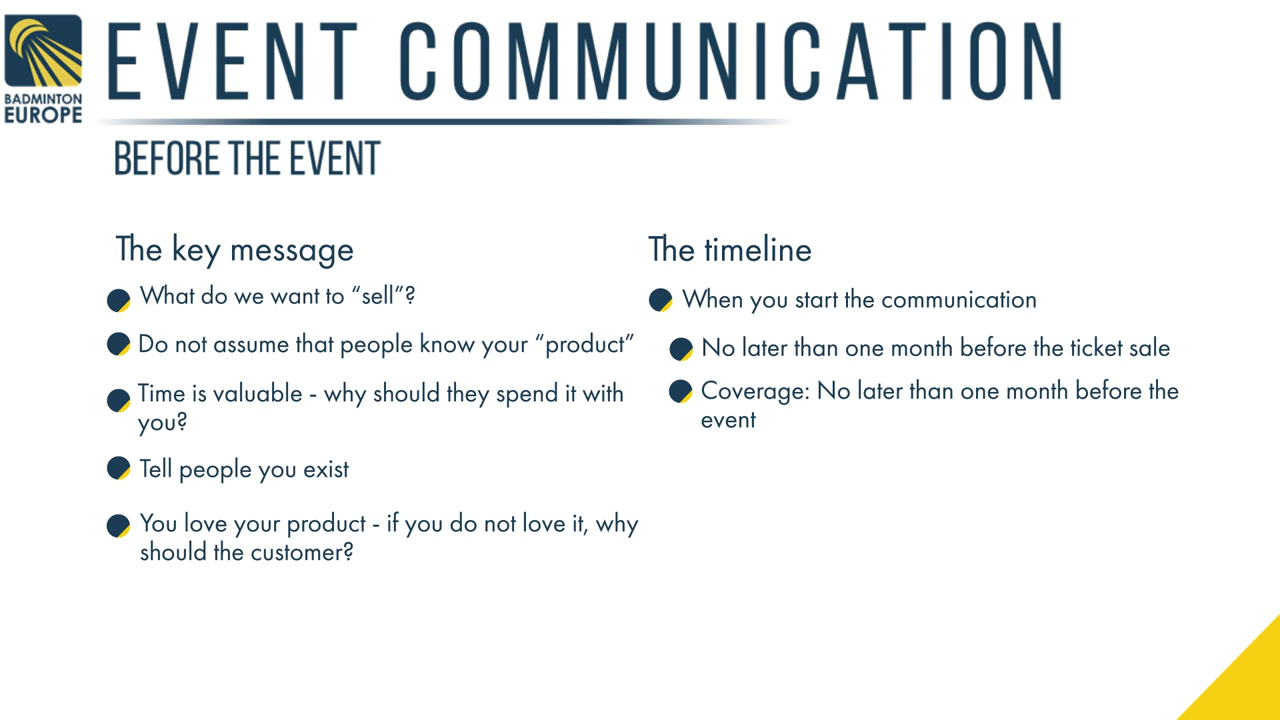 BADMINTON
EUROPE
EVENT COMMUNICATION
BEFORE THE EVENT
The key message
What do we want to “sell”?
Do not assume that people know your “product”
Time is valuable - why should they spend it with
you?
Tell people you exist
You love your product - if you do not love it, why
should the customer?
The timeline
When you start the communication
No later than one month before the ticket sale
Coverage: No later than one month before the
event